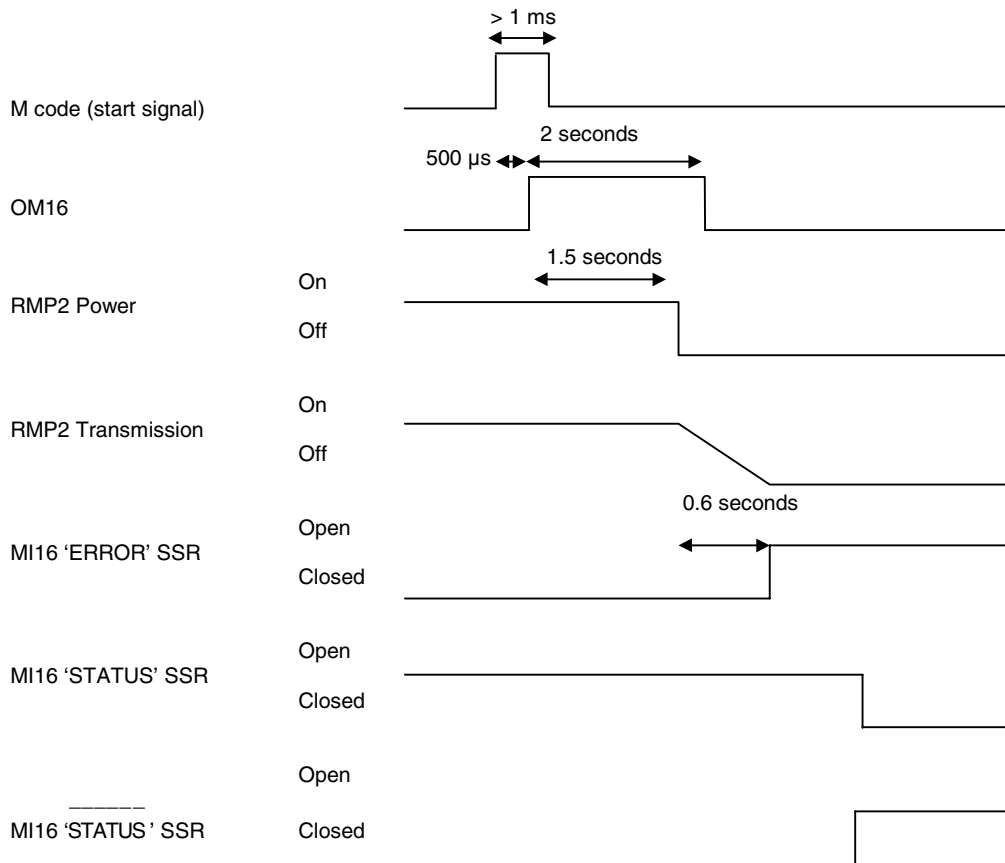 > 1 ms
M code (start signal)
2 seconds
500 µs
OM16
1.5 seconds
On
RMP2 Power
Off
On
RMP2 Transmission
Off
0.6 seconds
Open
MI16 ‘ERROR’ SSR
Closed
Open
MI16 ‘STATUS’ SSR
Closed
Open
MI16 ‘S̅T̅A̅T̅U̅S̅’ SSR
Closed